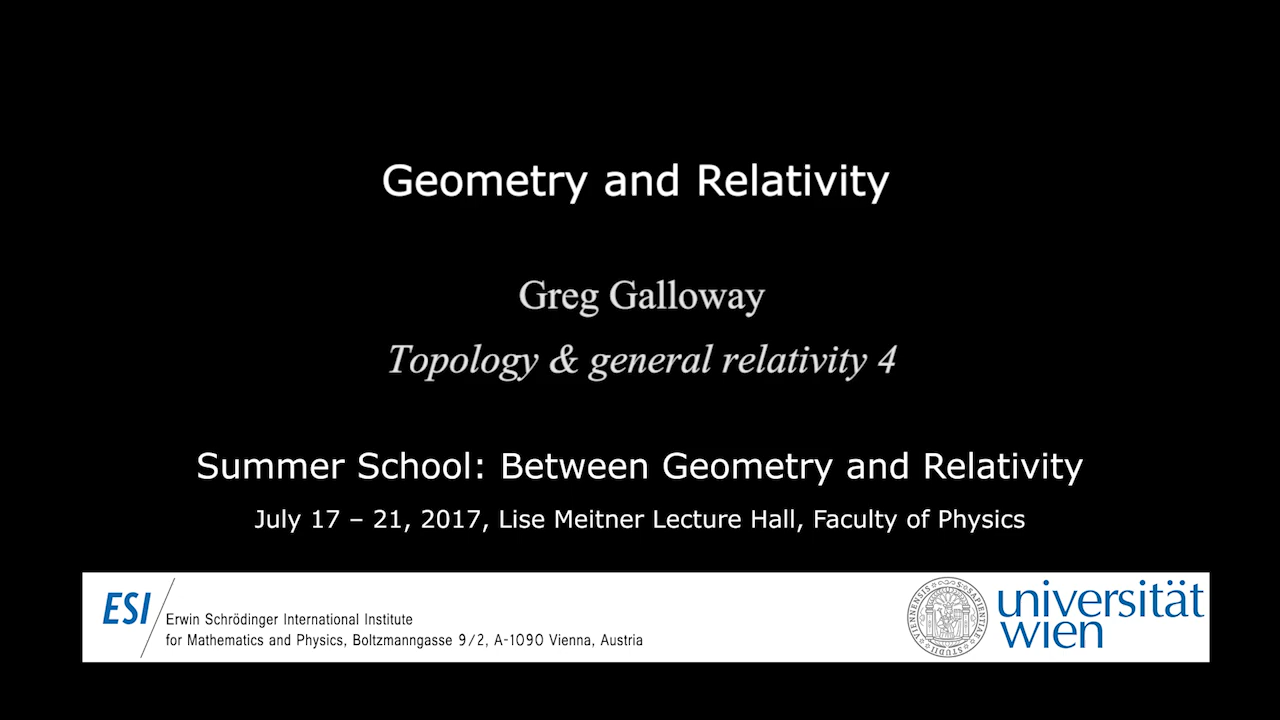 Geometry and Relativity
Greg Galloway
Topology & general relativity 4
Summer School: Between Geometry and Relativity
July 17 – 21, 2017, Lise Meitner Lecture Hall, Faculty of Physics
ESI
Erwin Schrödinger International Institute
for Mathematics and Physics, Boltzmanngasse 9/2, A-1090 Vienna, Austria
universität
wien